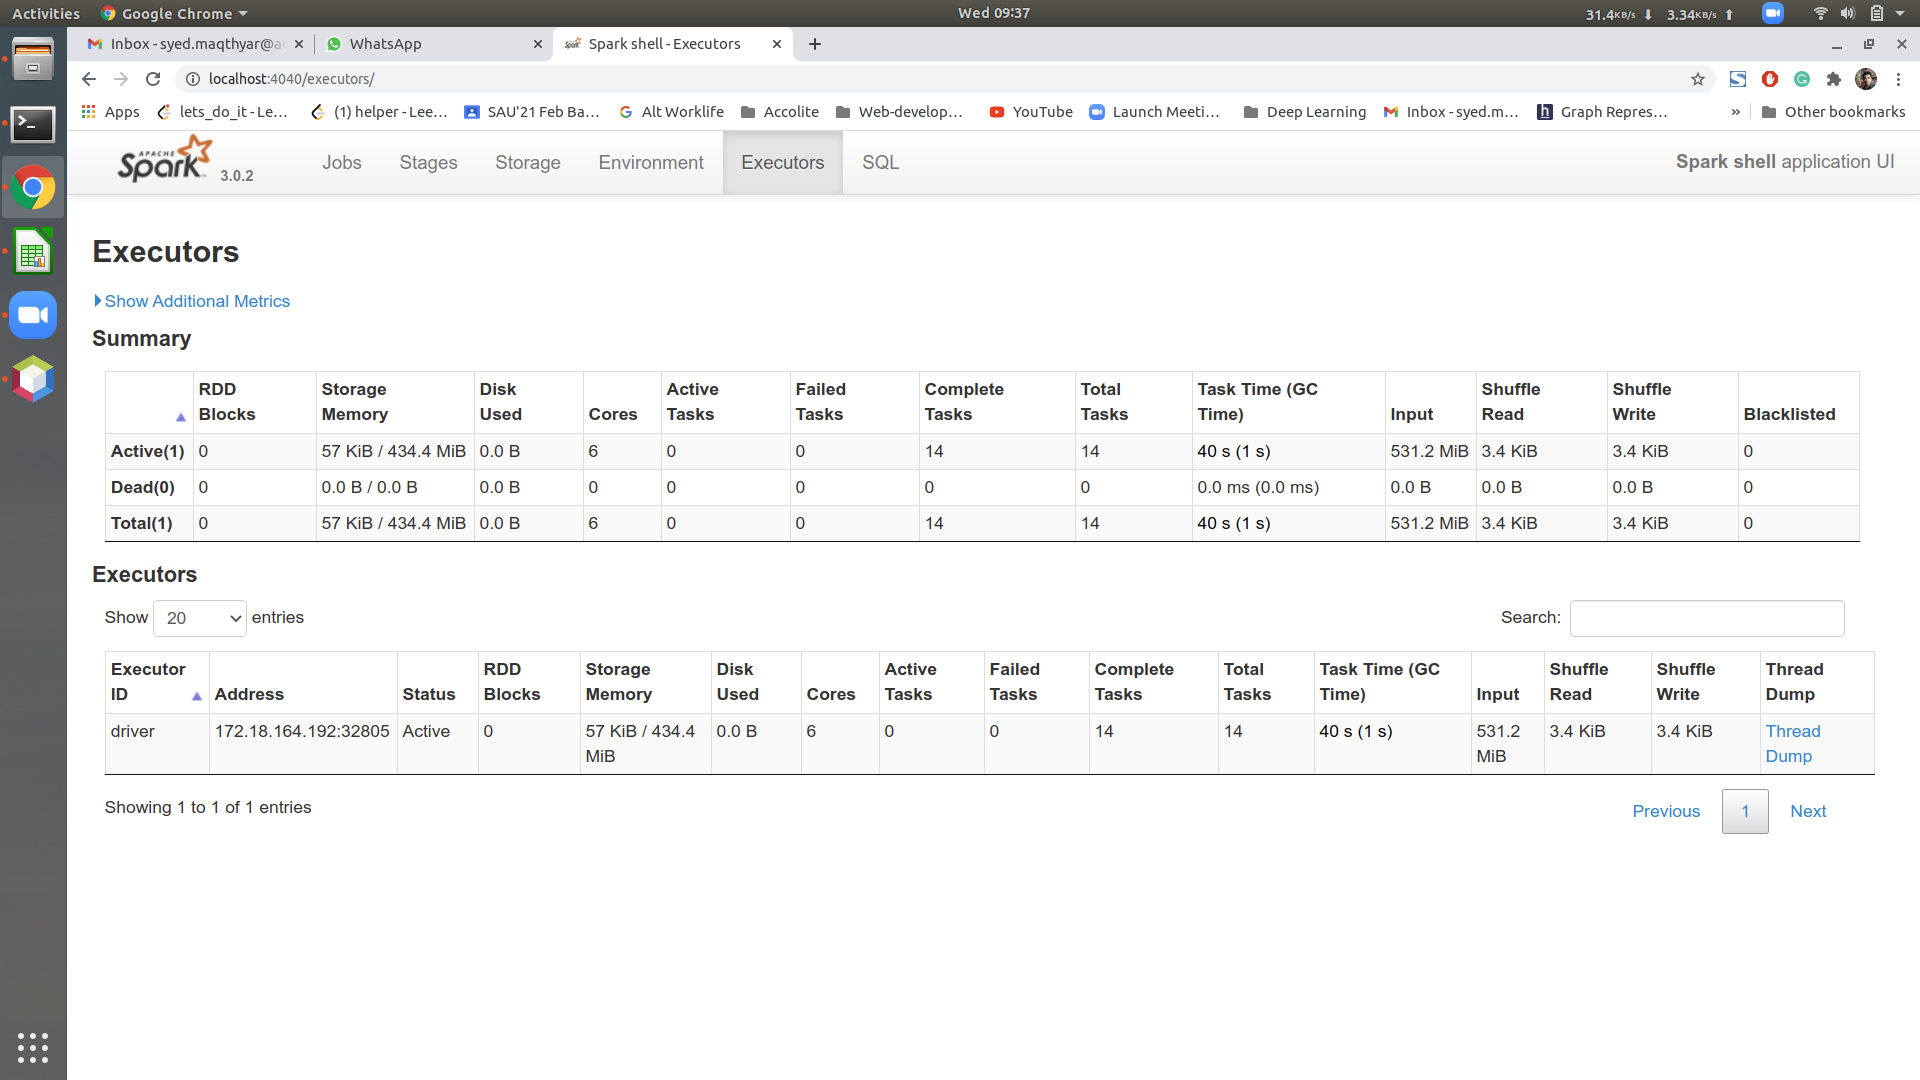 Activities Google Chrome Wed 09:37 31.4KB/s 3.34KB/s
Inbox - syed.maqthyar@a WhatsApp Spark shell - Executors
localhost:4040/executors/
Apps lets_do_it - Le... (1) helper - Lee... SAU'21 Feb Ba... Alt Worklife Accolite Web-develop... YouTube Launch Meeti... Deep Learning Inbox - syed.m... Graph Repres... » Other bookmarks
APACHE Spark 3.0.2 Jobs Stages Storage Environment Executors SQL Spark shell application UI
Executors
Show Additional Metrics
Summary
RDD Blocks Storage Memory Disk Used Cores Active Tasks Failed Tasks Complete Tasks Total Tasks Task Time (GC Time) Input Shuffle Read Shuffle Write Blacklisted
Active(1) 0 57 KiB / 434.4 MiB 0.0 B 6 0 0 14 14 40 s (1 s) 531.2 MiB 3.4 KiB 3.4 KiB 0
Dead(0) 0 0.0 B / 0.0 B 0.0 B 0 0 0 0 0 0.0 ms (0.0 ms) 0.0 B 0.0 B 0.0 B 0
Total(1) 0 57 KiB / 434.4 MiB 0.0 B 6 0 0 14 14 40 s (1 s) 531.2 MiB 3.4 KiB 3.4 KiB 0
Executors
Show 20 entries Search:
Executor ID Address Status RDD Blocks Storage Memory Disk Used Cores Active Tasks Failed Tasks Complete Tasks Total Tasks Task Time (GC Time) Input Shuffle Read Shuffle Write Thread Dump
driver 172.18.164.192:32805 Active 0 57 KiB / 434.4 MiB 0.0 B 6 0 0 14 14 40 s (1 s) 531.2 MiB 3.4 KiB 3.4 KiB Thread Dump
Showing 1 to 1 of 1 entries Previous 1 Next